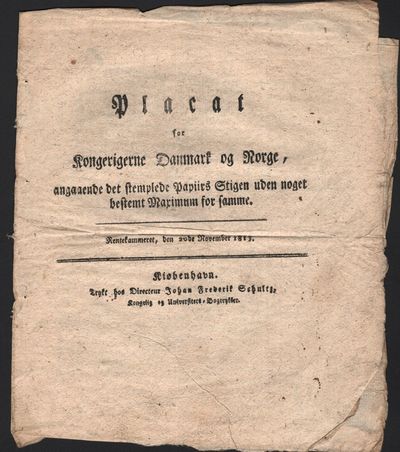 Placat
for
Kongerigerne Danmark og Norge,
angaaende det stemplede Papiirs Stigen uden noget
bestemt Maximum for samme.
Rentekammeret, den 20de November 1813.
Kiøbenhavn.
Trykt hos Directeur Johan Frederik Schultz,
Kongelig og Universitets-Bogtrykker.